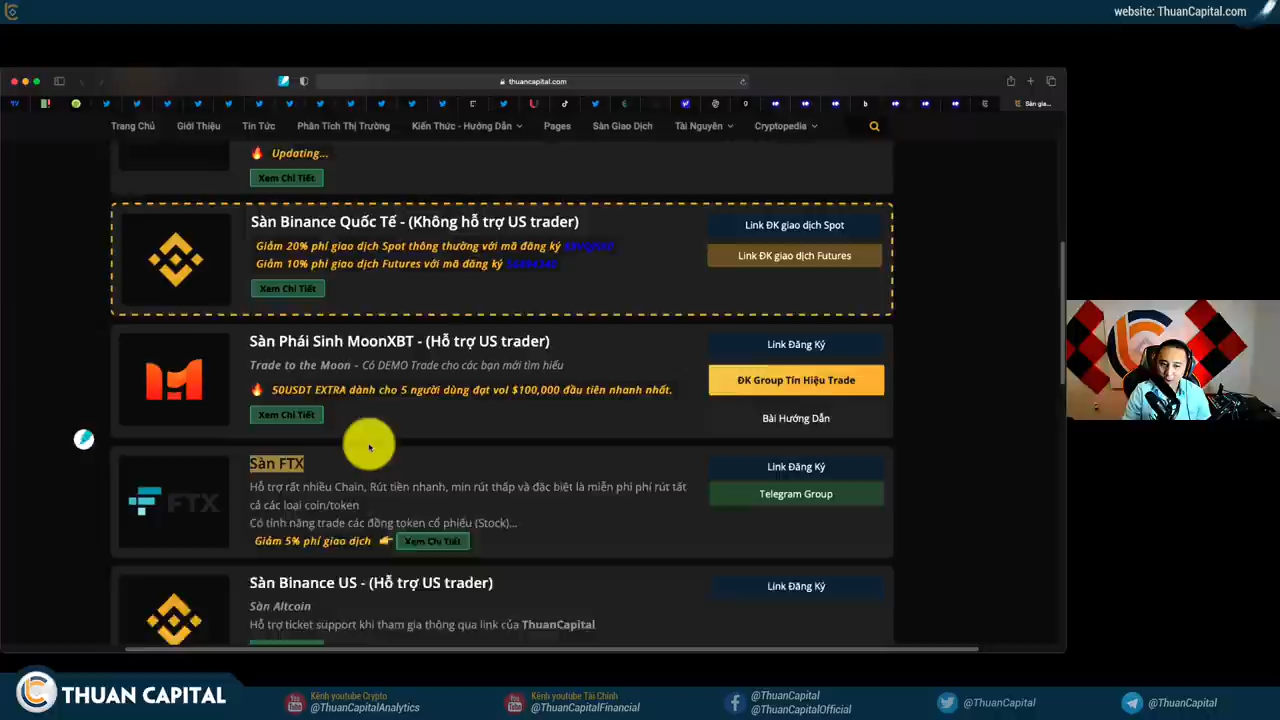 website: ThuanCapital.com
thuancapital.com
Sàn gia...
Trang Chủ Giới Thiệu Tin Tức Phân Tích Thị Trường Kiến Thức - Hướng Dẫn Pages Sàn Giao Dịch Tài Nguyên Cryptopedia
Updating...
Xem Chi Tiết
Sàn Binance Quốc Tế - (Không hỗ trợ US trader)
Giảm 20% phí giao dịch Spot thông thường với mã đăng ký
Giảm 10% phí giao dịch Futures với mã đăng ký
Xem Chi Tiết
Link ĐK giao dịch Spot
Link ĐK giao dịch Futures
Sàn Phái Sinh MoonXBT - (Hỗ trợ US trader)
Trade to the Moon - Có DEMO Trade cho các bạn mới tìm hiểu
50USDT EXTRA dành cho 5 người dùng đạt vol $100,000 đầu tiên nhanh nhất.
Xem Chi Tiết
Link Đăng Ký
ĐK Group Tín Hiệu Trade
Bài Hướng Dẫn
FTX
Sàn FTX
Hỗ trợ rất nhiều Chain, Rút tiền nhanh, min rút thấp và đặc biệt là miễn phí phí rút tất
cả các loại coin/token
Có tính năng trade các đồng token cổ phiếu (Stock)...
Giảm 5% phí giao dịch Xem Chi Tiết
Link Đăng Ký
Telegram Group
Sàn Binance US - (Hỗ trợ US trader)
Sàn Altcoin
Hỗ trợ ticket support khi tham gia thông qua link của ThuanCapital
Link Đăng Ký
THUAN CAPITAL
Kênh youtube Crypto
@ThuanCapitalAnalytics
Kênh youtube Tài Chính
@ThuanCapitalFinancial
@ThuanCapital
@ThuanCapitalOfficial
@ThuanCapital
@ThuanCapital